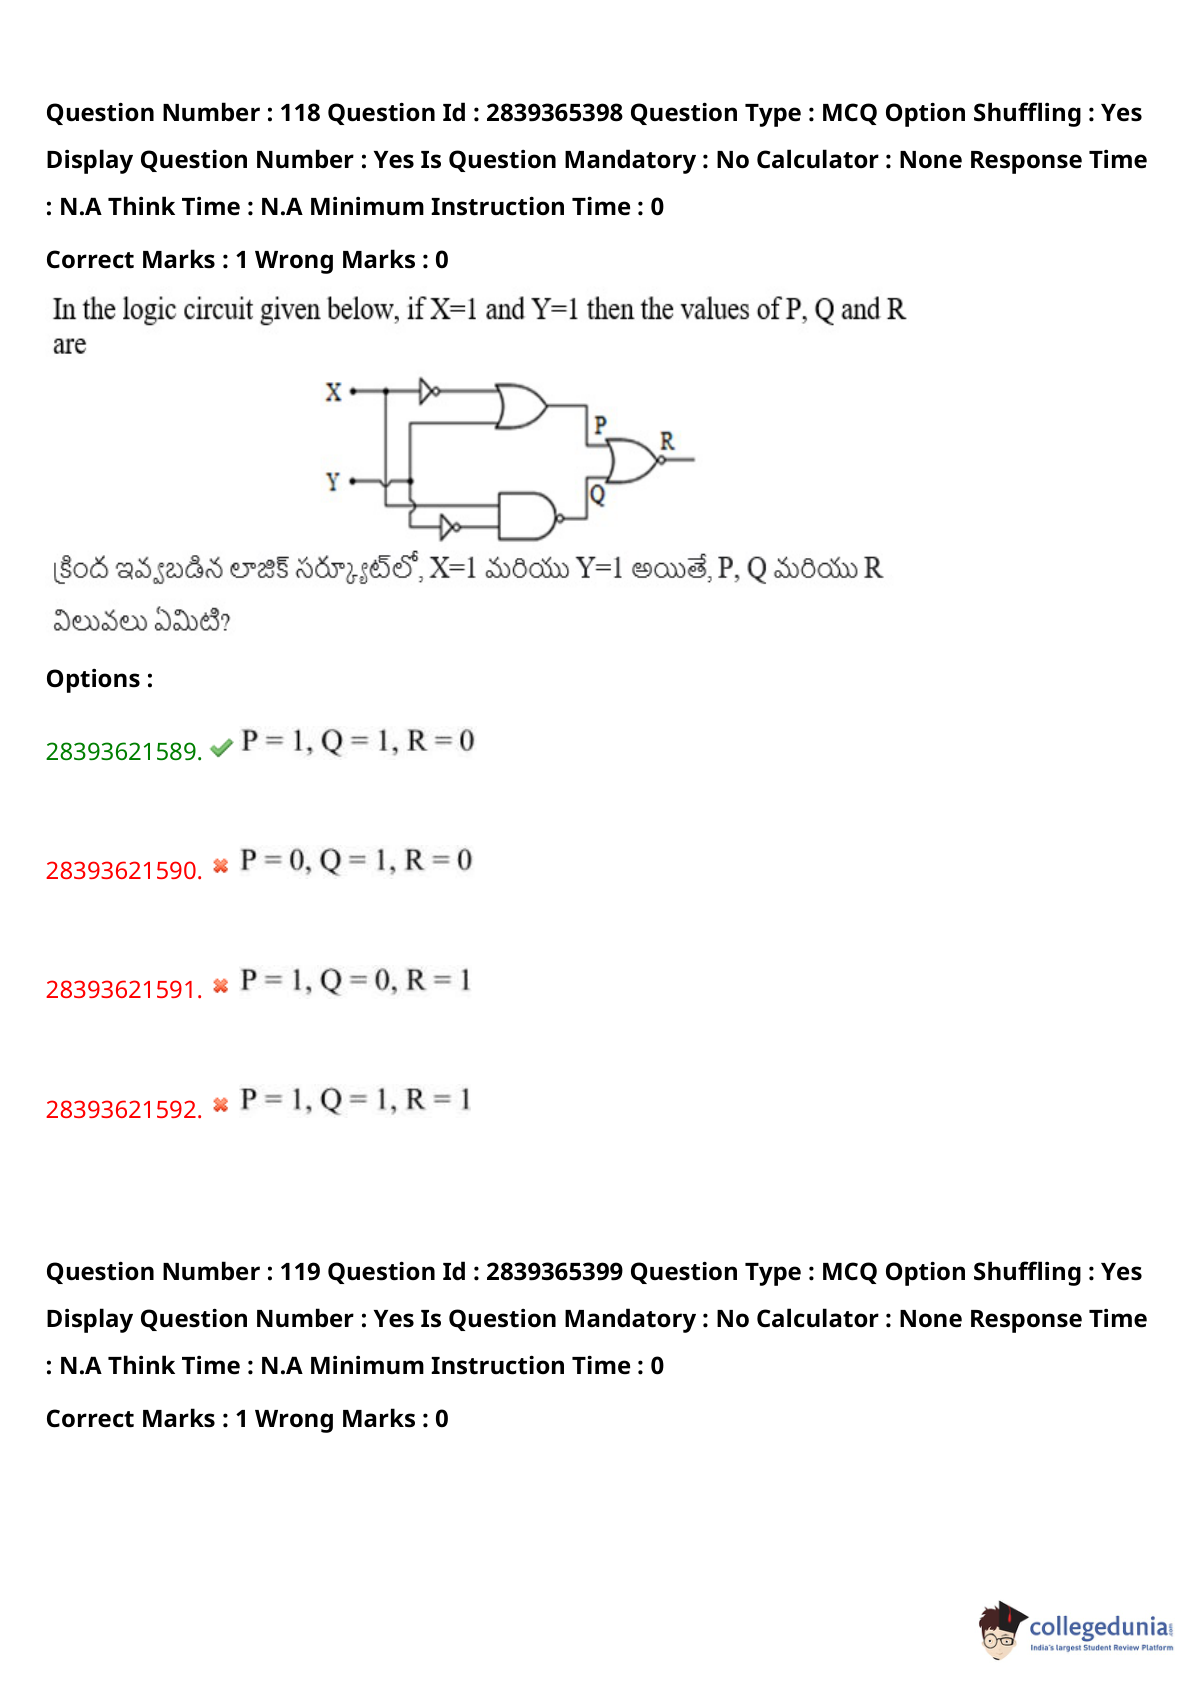 Question Number : 118 Question Id : 2839365398 Question Type : MCQ Option Shuffling : Yes
Display Question Number : Yes Is Question Mandatory : No Calculator : None Response Time
: N.A Think Time : N.A Minimum Instruction Time : 0
Correct Marks : 1 Wrong Marks : 0
In the logic circuit given below, if X=1 and Y=1 then the values of P, Q and R
are
X
P
R
Y
Q
క్రింద ఇవ్వబడిన లాజిక్ సర్క్యూట్‌లో, X=1 మరియు Y=1 అయితే, P, Q మరియు R
విలువలు ఏమిటి?
Options :
28393621589. P = 1, Q = 1, R = 0
28393621590. P = 0, Q = 1, R = 0
28393621591. P = 1, Q = 0, R = 1
28393621592. P = 1, Q = 1, R = 1
Question Number : 119 Question Id : 2839365399 Question Type : MCQ Option Shuffling : Yes
Display Question Number : Yes Is Question Mandatory : No Calculator : None Response Time
: N.A Think Time : N.A Minimum Instruction Time : 0
Correct Marks : 1 Wrong Marks : 0
collegedunia
India's largest Student Review Platform